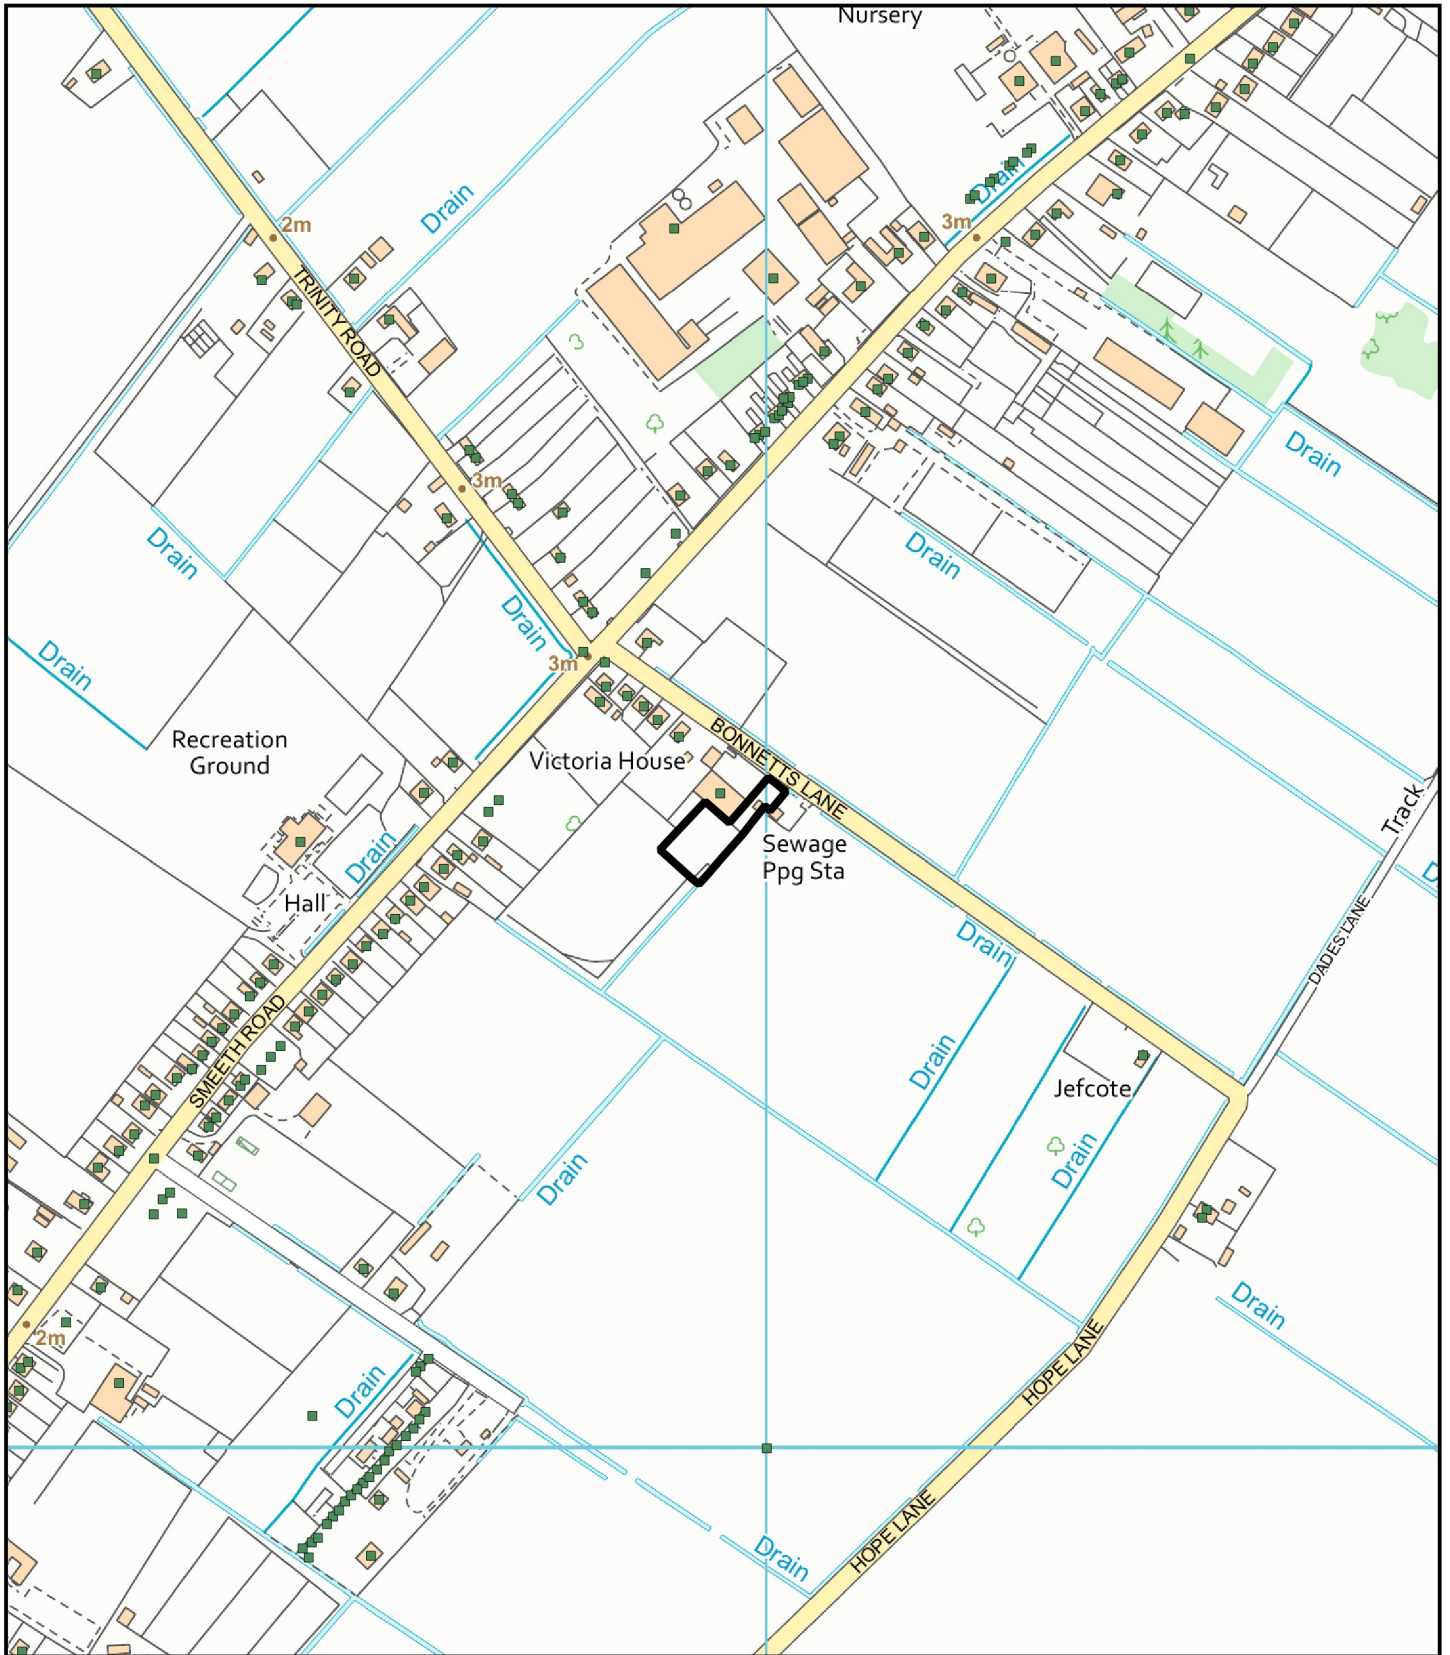 Nursery
Drain
Drain
3m
2m
TRINITY ROAD
Drain
3m
Drain
Drain
Drain
Drain
3m
Drain
BONNETTS LANE
Recreation
Ground
Victoria House
Track
Sewage
Ppg Sta
Drain
D
Hall
DADES LANE
Drain
SMEETH ROAD
Drain
Jefcote
Drain
Drain
Drain
2m
HOPE LANE
Drain
HOPE LANE
Drain